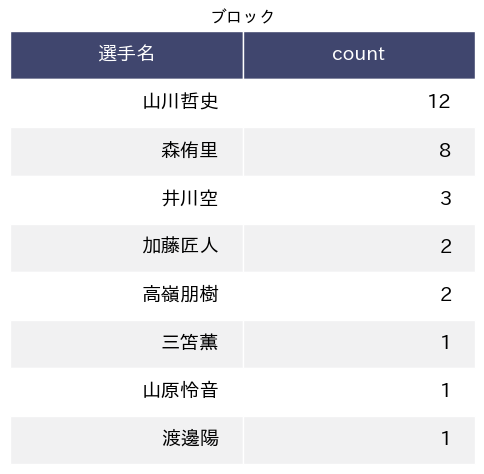 ブロック
選手名 count
山川哲史 12
森侑里 8
井川空 3
加藤匠人 2
高嶺朋樹 2
三笘薫 1
山原怜音 1
渡邊陽 1